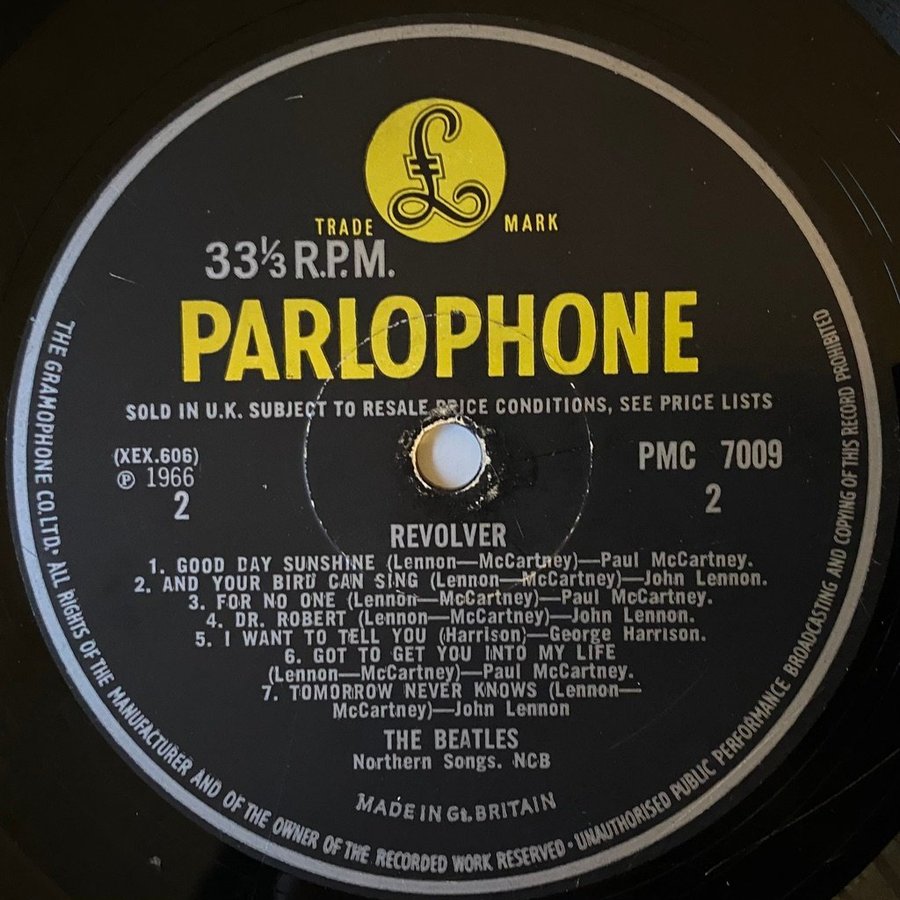 £
TRADE MARK
33⅓ R.P.M.
PARLOPHONE
SOLD IN U.K. SUBJECT TO RESALE PRICE CONDITIONS, SEE PRICE LISTS
(XEX.606)
℗ 1966
2
PMC 7009
2
REVOLVER
1. GOOD DAY SUNSHINE (Lennon—McCartney)—Paul McCartney.
2. AND YOUR BIRD CAN SING (Lennon—McCartney)—John Lennon.
3. FOR NO ONE (Lennon—McCartney)—Paul McCartney.
4. DR. ROBERT (Lennon—McCartney)—John Lennon.
5. I WANT TO TELL YOU (Harrison)—George Harrison.
6. GOT TO GET YOU INTO MY LIFE
(Lennon—McCartney)—Paul McCartney.
7. TOMORROW NEVER KNOWS (Lennon—
McCartney)—John Lennon
THE BEATLES
Northern Songs. NCB
MADE IN Gt. BRITAIN
THE GRAMOPHONE CO. LTD. · ALL RIGHTS OF THE MANUFACTURER AND OF THE OWNER OF THE RECORDED WORK RESERVED · UNAUTHORISED PUBLIC PERFORMANCE BROADCASTING AND COPYING OF THIS RECORD PROHIBITED